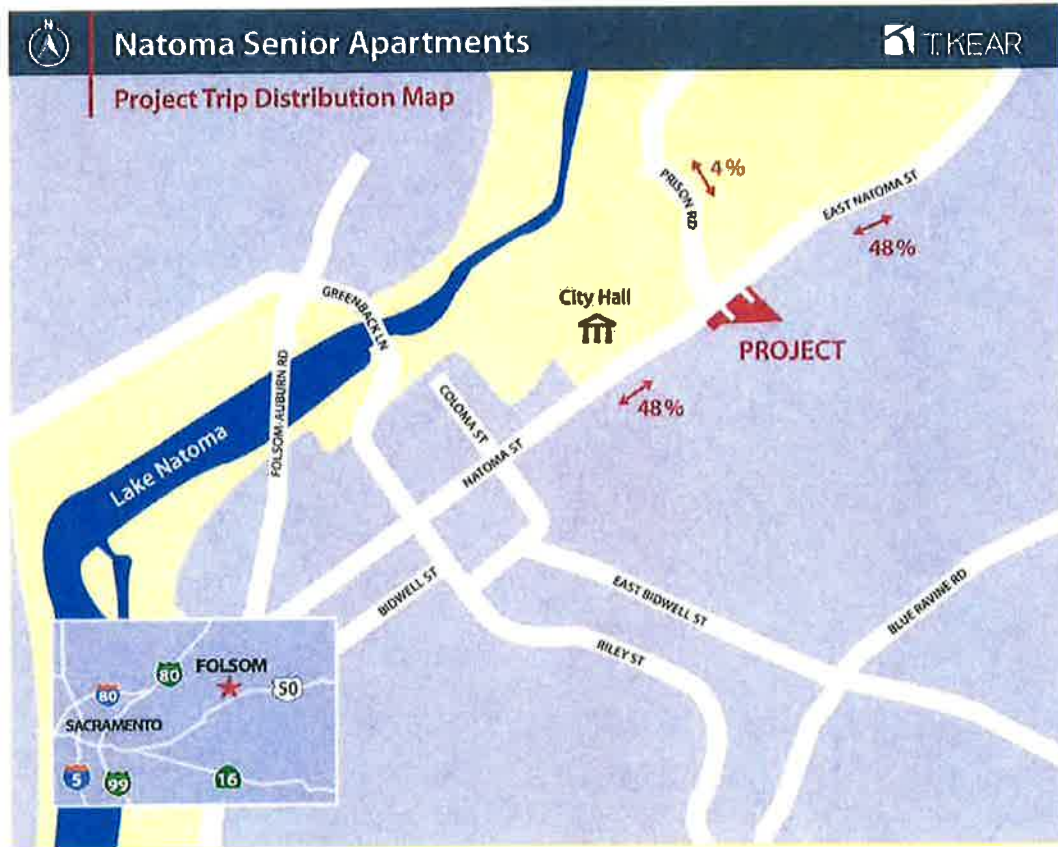 N
Natoma Senior Apartments
T.KEAR
Project Trip Distribution Map
4%
PRISON RD
EAST NATOMA ST
48%
GREENBACK LN
City Hall
PROJECT
FOLSOM-AUBURN RD
48%
COLOMA ST
Lake Natoma
NATOMA ST
BIDWELL ST
EAST BIDWELL ST
BLUE RAVINE RD
RILEY ST
FOLSOM
80
80
50
SACRAMENTO
5
99
16